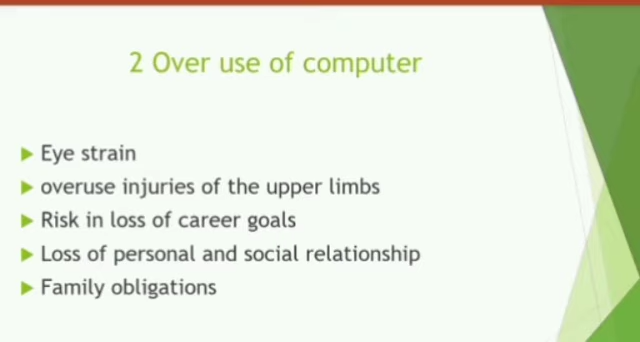 2 Over use of computer
Eye strain
overuse injuries of the upper limbs
Risk in loss of career goals
Loss of personal and social relationship
Family obligations